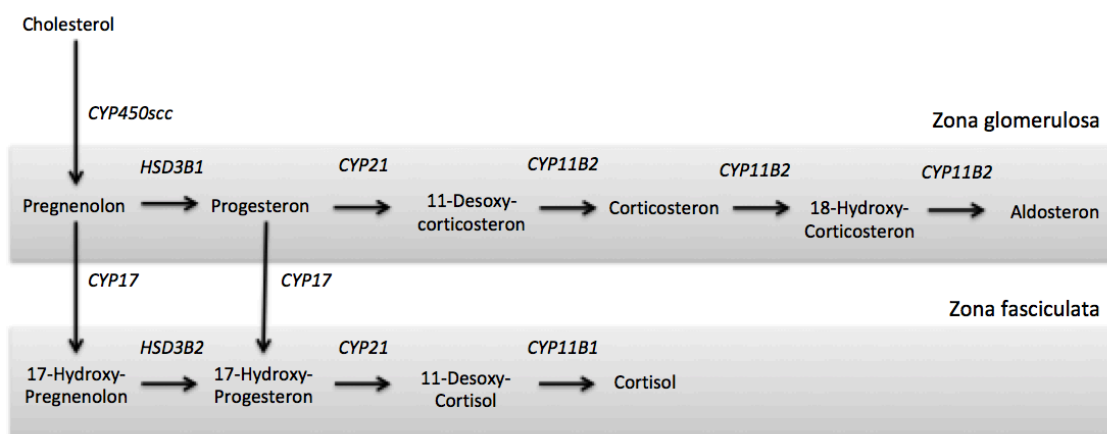 Cholesterol
CYP450scc
Zona glomerulosa
HSD3B1
CYP21
CYP11B2
CYP11B2
CYP11B2
Pregnenolon
Progesteron
11-Desoxy-
corticosteron
Corticosteron
18-Hydroxy-
Corticosteron
Aldosteron
CYP17
CYP17
Zona fasciculata
HSD3B2
CYP21
CYP11B1
17-Hydroxy-
Pregnenolon
17-Hydroxy-
Progesteron
11-Desoxy-
Cortisol
Cortisol